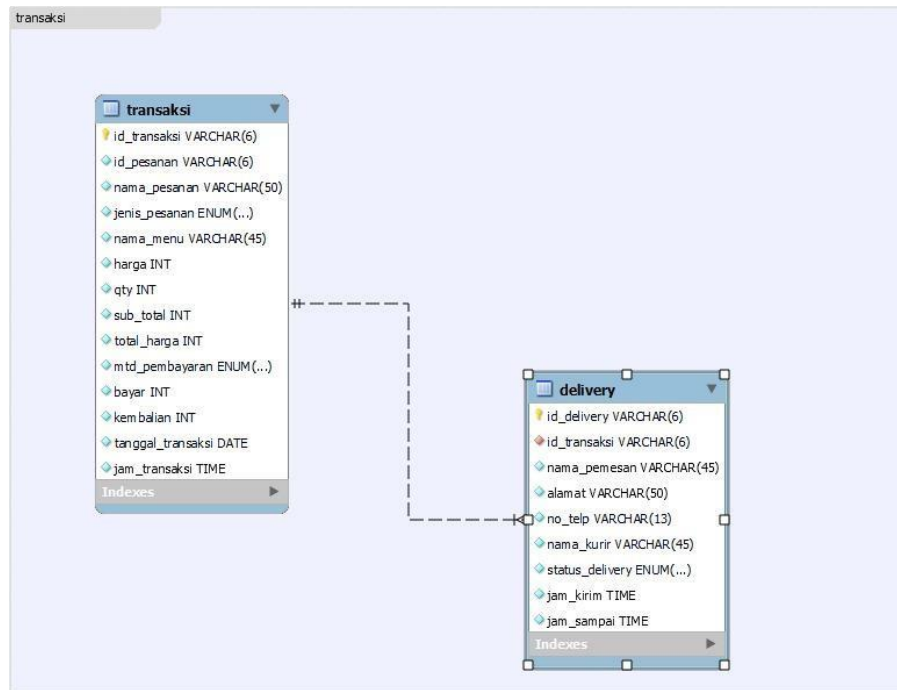 transaksi
transaksi
id_transaksi VARCHAR(6)
id_pesanan VARCHAR(6)
nama_pesanan VARCHAR(50)
jenis_pesanan ENUM(...)
nama_menu VARCHAR(45)
harga INT
qty INT
sub_total INT
total_harga INT
mtd_pembayaran ENUM(...)
bayar INT
kembalian INT
tanggal_transaksi DATE
jam_transaksi TIME
Indexes
delivery
id_delivery VARCHAR(6)
id_transaksi VARCHAR(6)
nama_pemesan VARCHAR(45)
alamat VARCHAR(50)
no_telp VARCHAR(13)
nama_kurir VARCHAR(45)
status_delivery ENUM(...)
jam_kirim TIME
jam_sampai TIME
Indexes